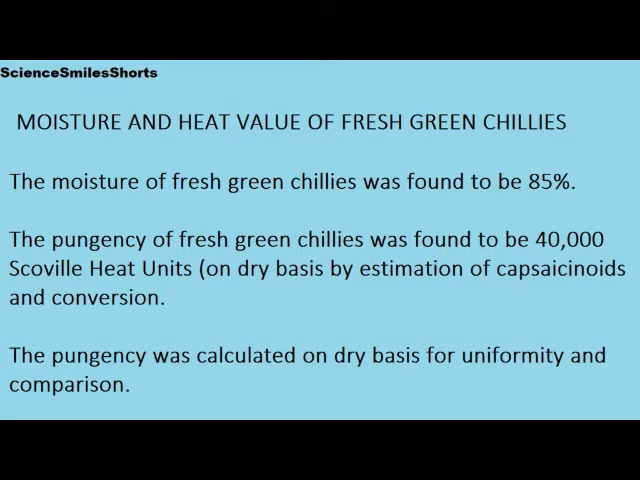 ScienceSmilesShorts
MOISTURE AND HEAT VALUE OF FRESH GREEN CHILLIES
The moisture of fresh green chillies was found to be 85%.
The pungency of fresh green chillies was found to be 40,000
Scoville Heat Units (on dry basis by estimation of capsaicinoids
and conversion.
The pungency was calculated on dry basis for uniformity and
comparison.